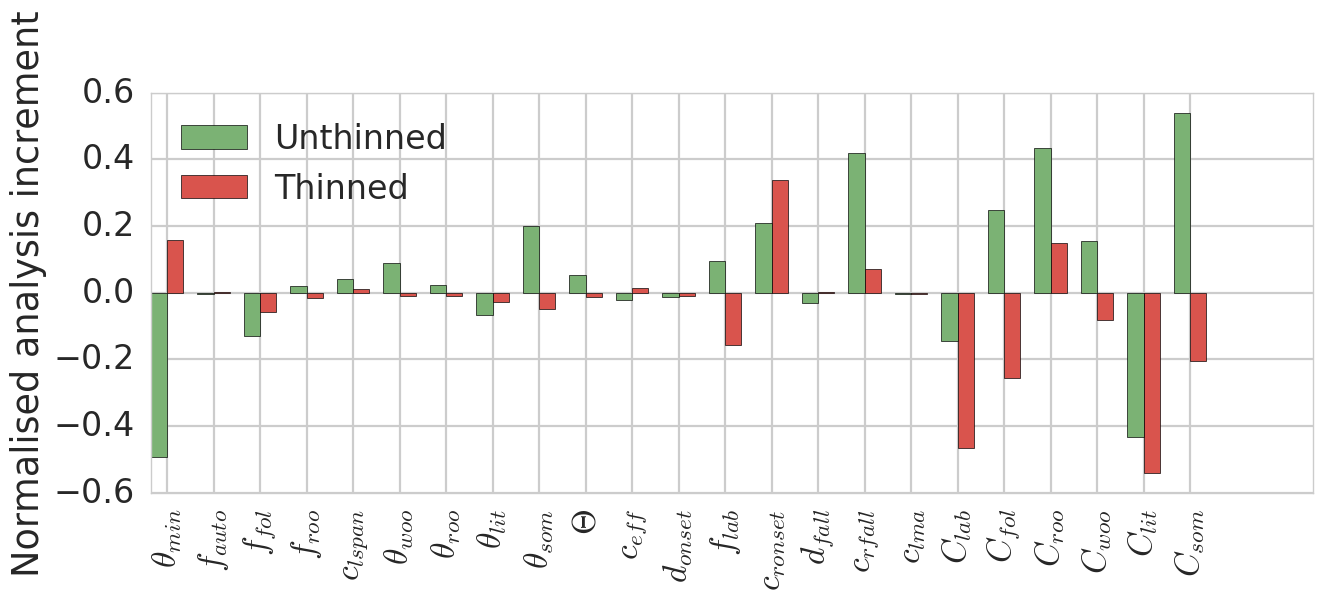 Normalised analysis increment
0.6
0.4
0.2
0.0
−0.2
−0.4
−0.6
Unthinned
Thinned
θmin
fauto
ffol
froo
clspan
θwoo
θroo
θlit
θsom
Θ
ceff
donset
flab
cronset
dfall
crfall
clma
Clab
Cfol
Croo
Cwoo
Clit
Csom